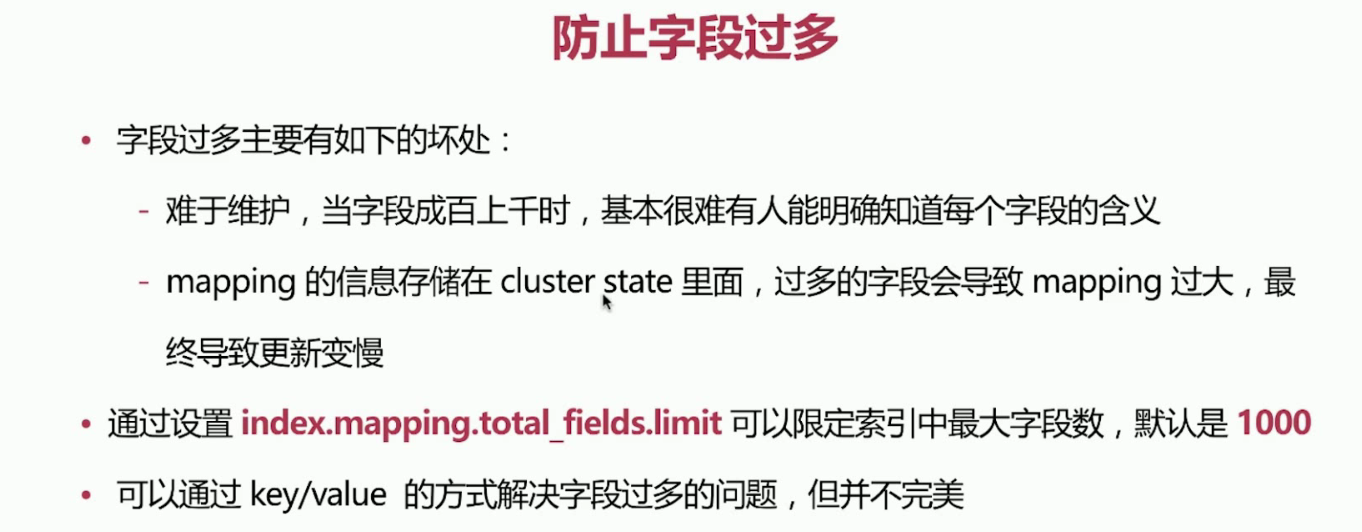 防止字段过多
• 字段过多主要有如下的坏处：
- 难于维护，当字段成百上千时，基本很难有人能明确知道每个字段的含义
- mapping 的信息存储在 cluster state 里面，过多的字段会导致 mapping 过大，最
终导致更新变慢
• 通过设置 index.mapping.total_fields.limit 可以限定索引中最大字段数，默认是 1000
• 可以通过 key/value 的方式解决字段过多的问题，但并不完美